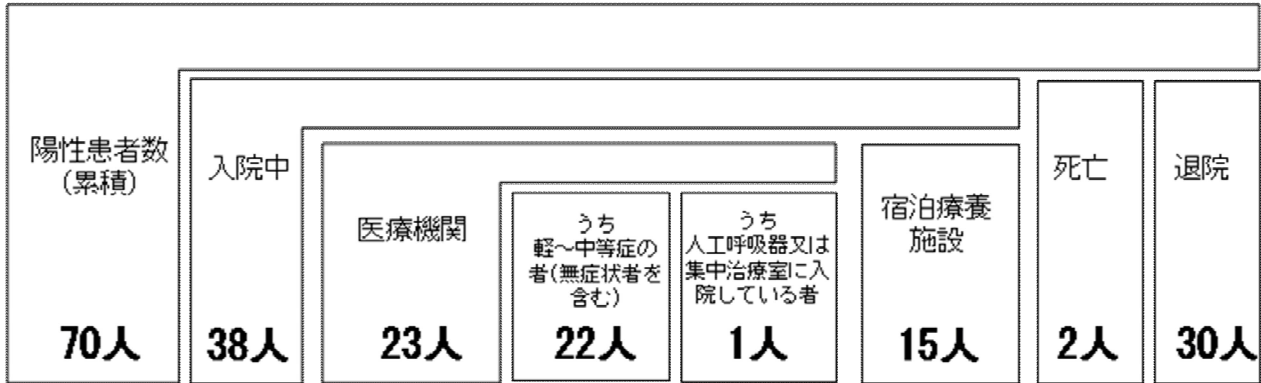 陽性患者数
(累積)
70人
入院中
38人
医療機関
23人
うち
軽～中等症の
者(無症状者を
含む)
22人
うち
人工呼吸器又は
集中治療室に入
院している者
1人
宿泊療養
施設
15人
死亡
2人
退院
30人